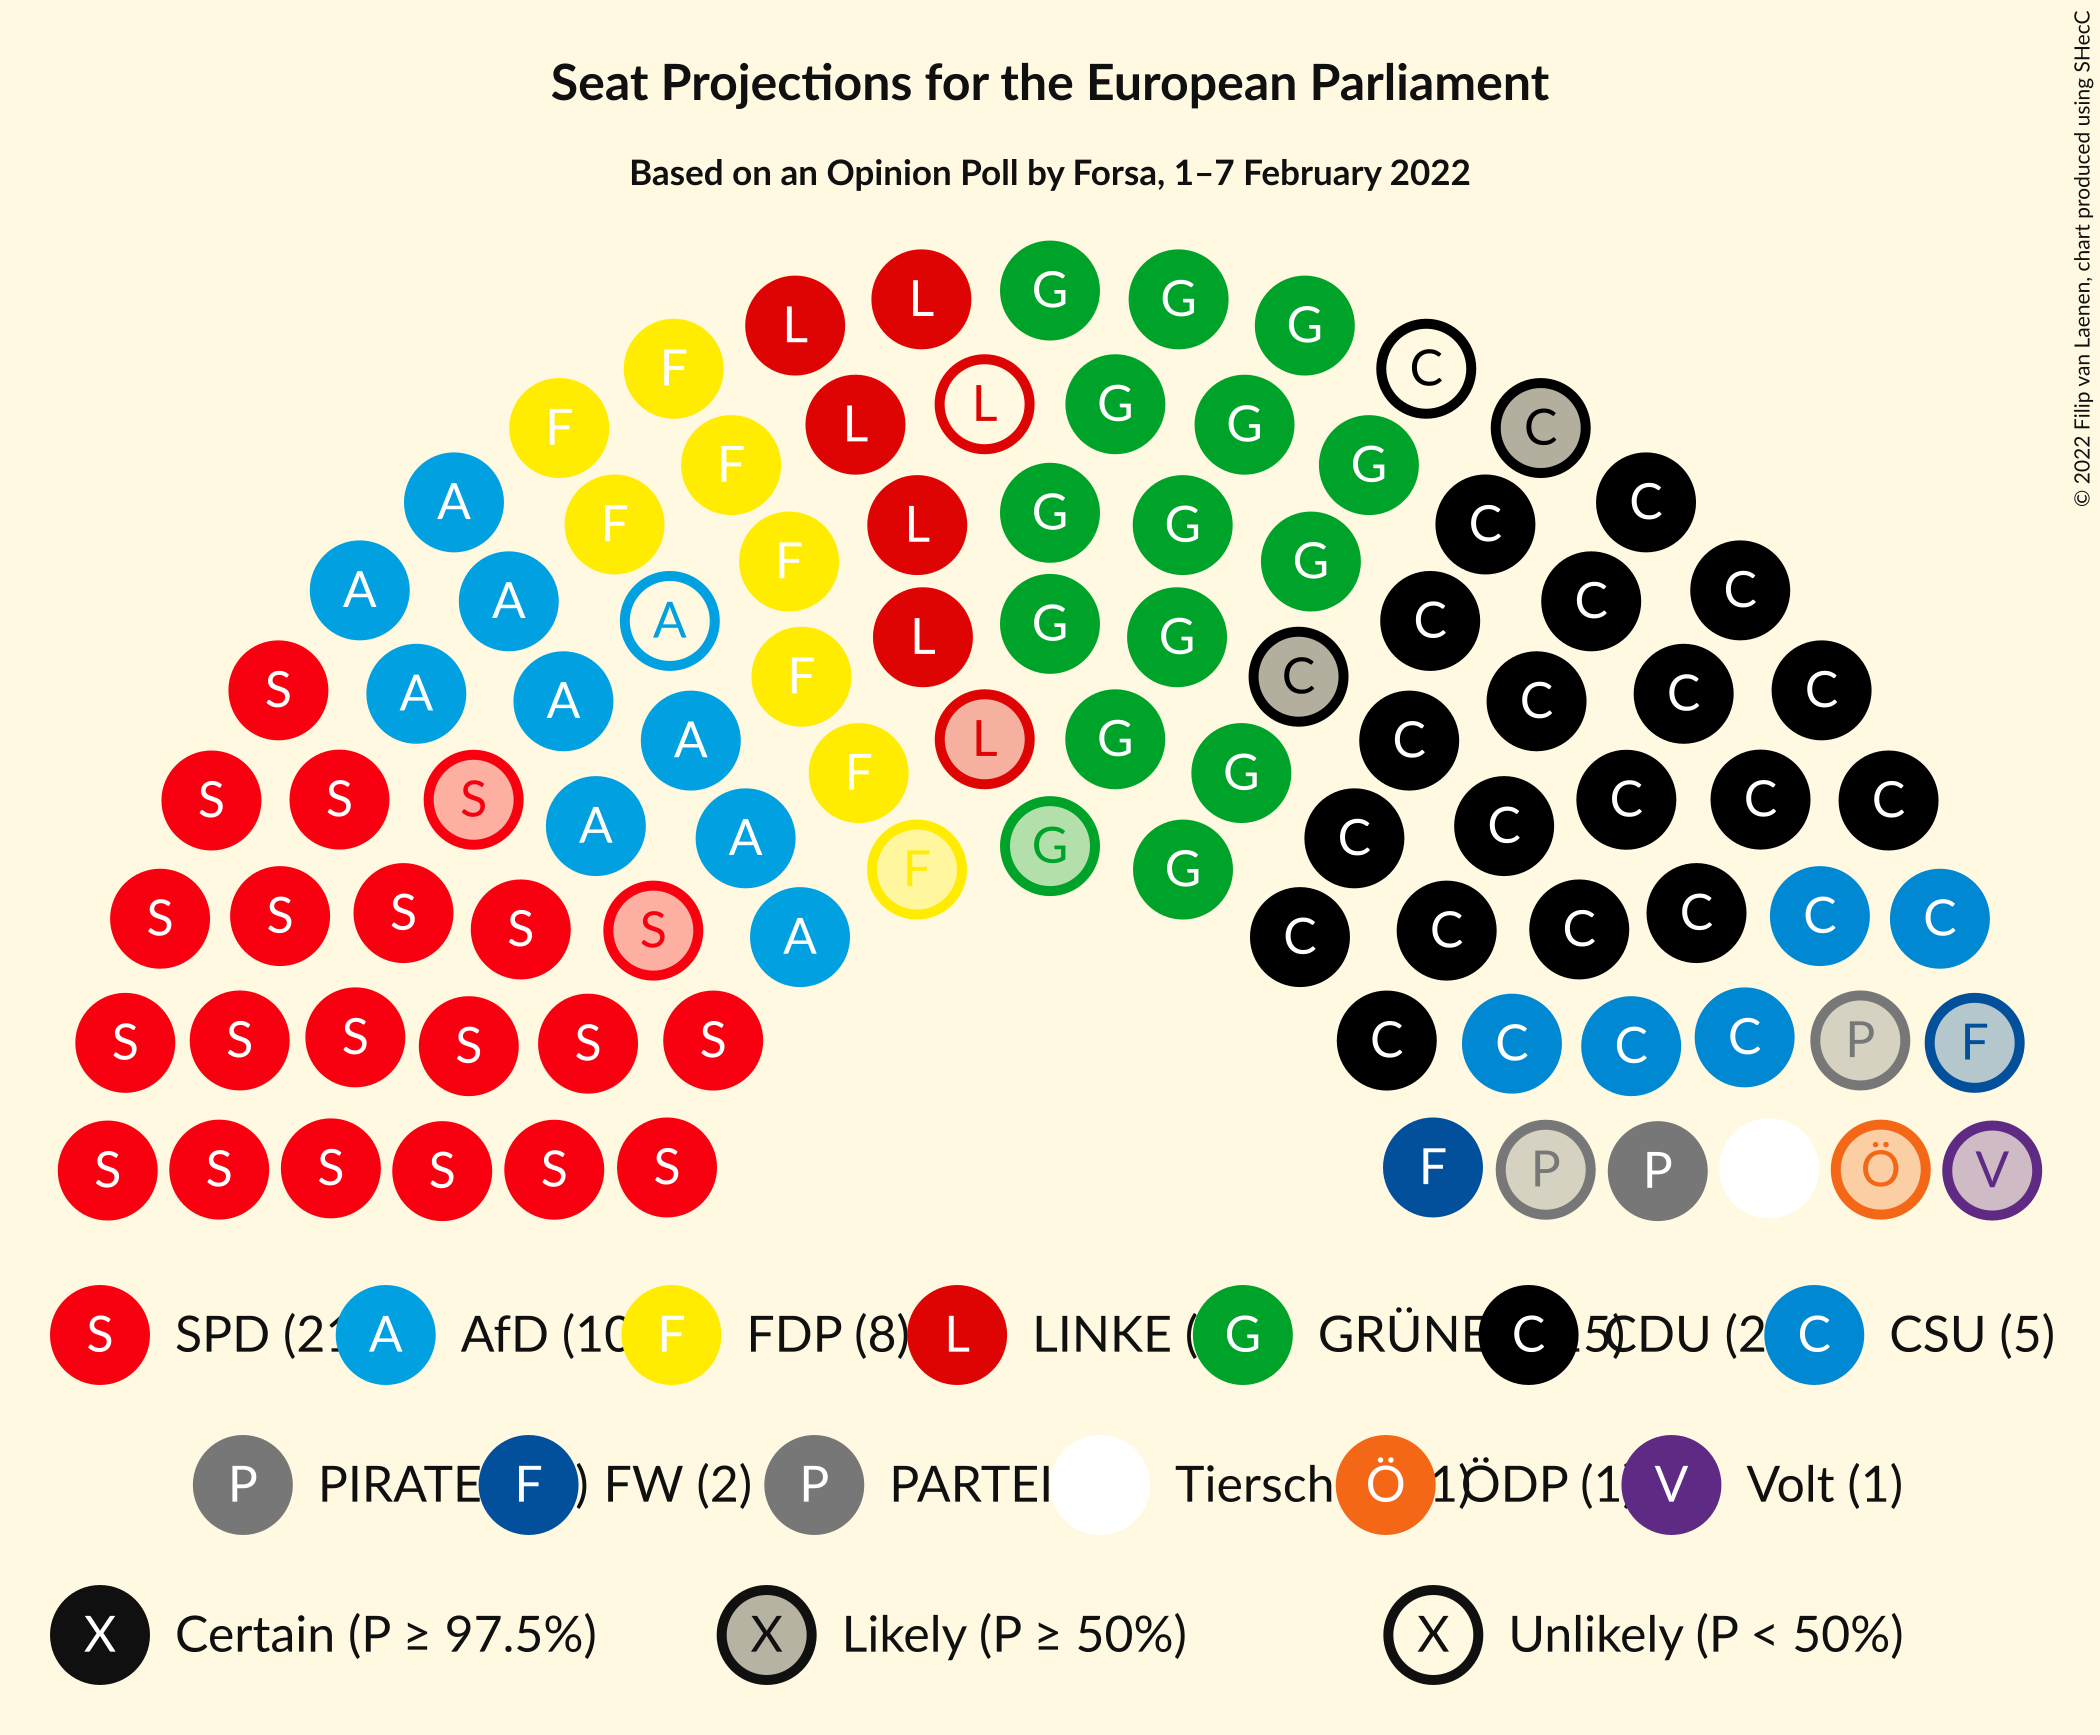 Seat Projections for the European Parliament
Based on an Opinion Poll by Forsa, 1–7 February 2022
© 2022 Filip van Laenen, chart produced using SHecC
L G G G
L F C
F L G G C
L G
A F G C
F L G G C
A F G C
A A A L G G C C C
S A A F C C C C
A L G C C
S S S A A F G C C C C C
F G G
S S S S S A C C C C C C
S S S S S S C C C C P F
S S S S S S F P P Ö V
S SPD (21 A AfD (10 F FDP (8) L LINKE ( G GRÜNE C 5) CDU (2 C CSU (5)
P PIRATE F ) FW (2) P PARTEI Tiersch Ö 1) ÖDP (1) V Volt (1)
X Certain (P ≥ 97.5%) X Likely (P ≥ 50%) X Unlikely (P < 50%)